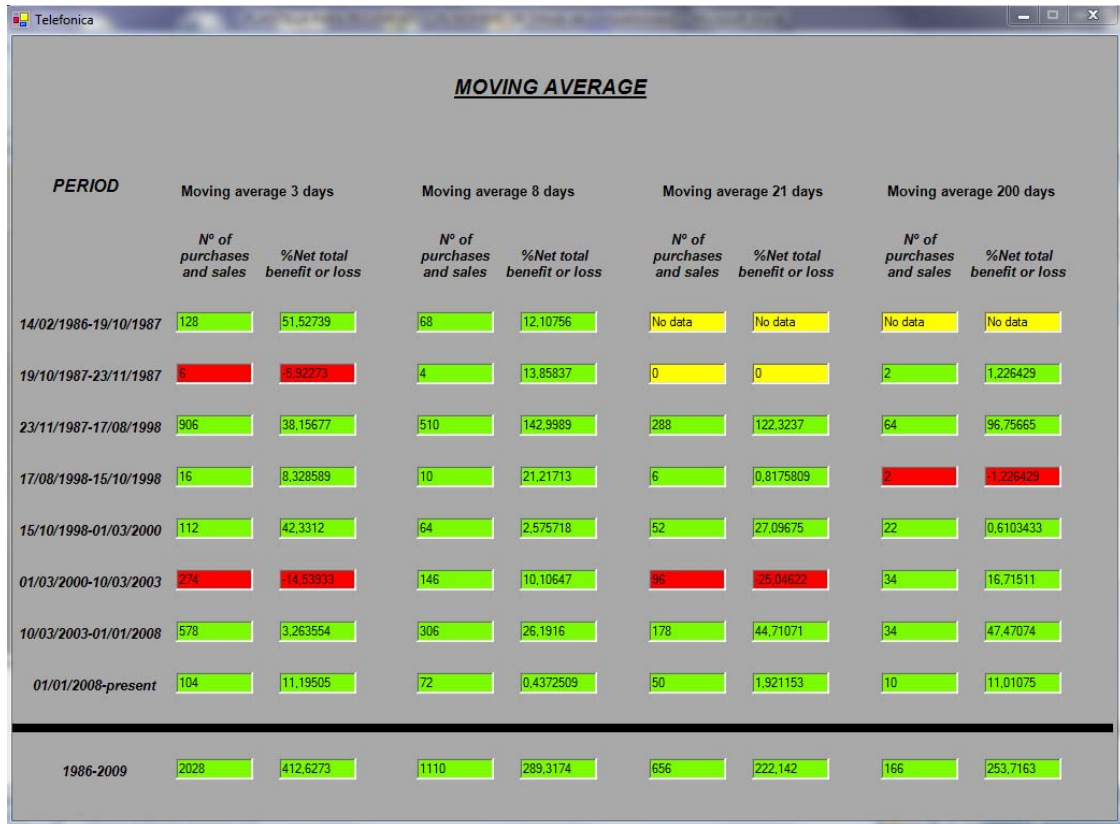 Telefonica
MOVING AVERAGE
PERIOD
Moving average 3 days Moving average 8 days Moving average 21 days Moving average 200 days
Nº of Nº of Nº of Nº of
purchases %Net total purchases %Net total purchases %Net total purchases %Net total
and sales benefit or loss and sales benefit or loss and sales benefit or loss and sales benefit or loss
14/02/1986-19/10/1987 128 51,52739 68 12,10756 No data No data No data No data
19/10/1987-23/11/1987 6 -5,92273 4 13,85837 0 0 2 1,226429
23/11/1987-17/08/1998 906 38,15677 510 142,9989 288 122,3237 64 96,75665
17/08/1998-15/10/1998 16 8,328589 10 21,21713 6 0,8175809 2 -1,226429
15/10/1998-01/03/2000 112 42,3312 64 2,575718 52 27,09675 22 0,6103433
01/03/2000-10/03/2003 274 -14,53933 146 10,10647 96 -25,04622 34 16,71511
10/03/2003-01/01/2008 578 3,263554 306 26,1916 178 44,71071 34 47,47074
01/01/2008-present 104 11,19505 72 0,4372509 50 1,921153 10 11,01075
1986-2009 2028 412,6273 1110 289,3174 656 222,142 166 253,7163